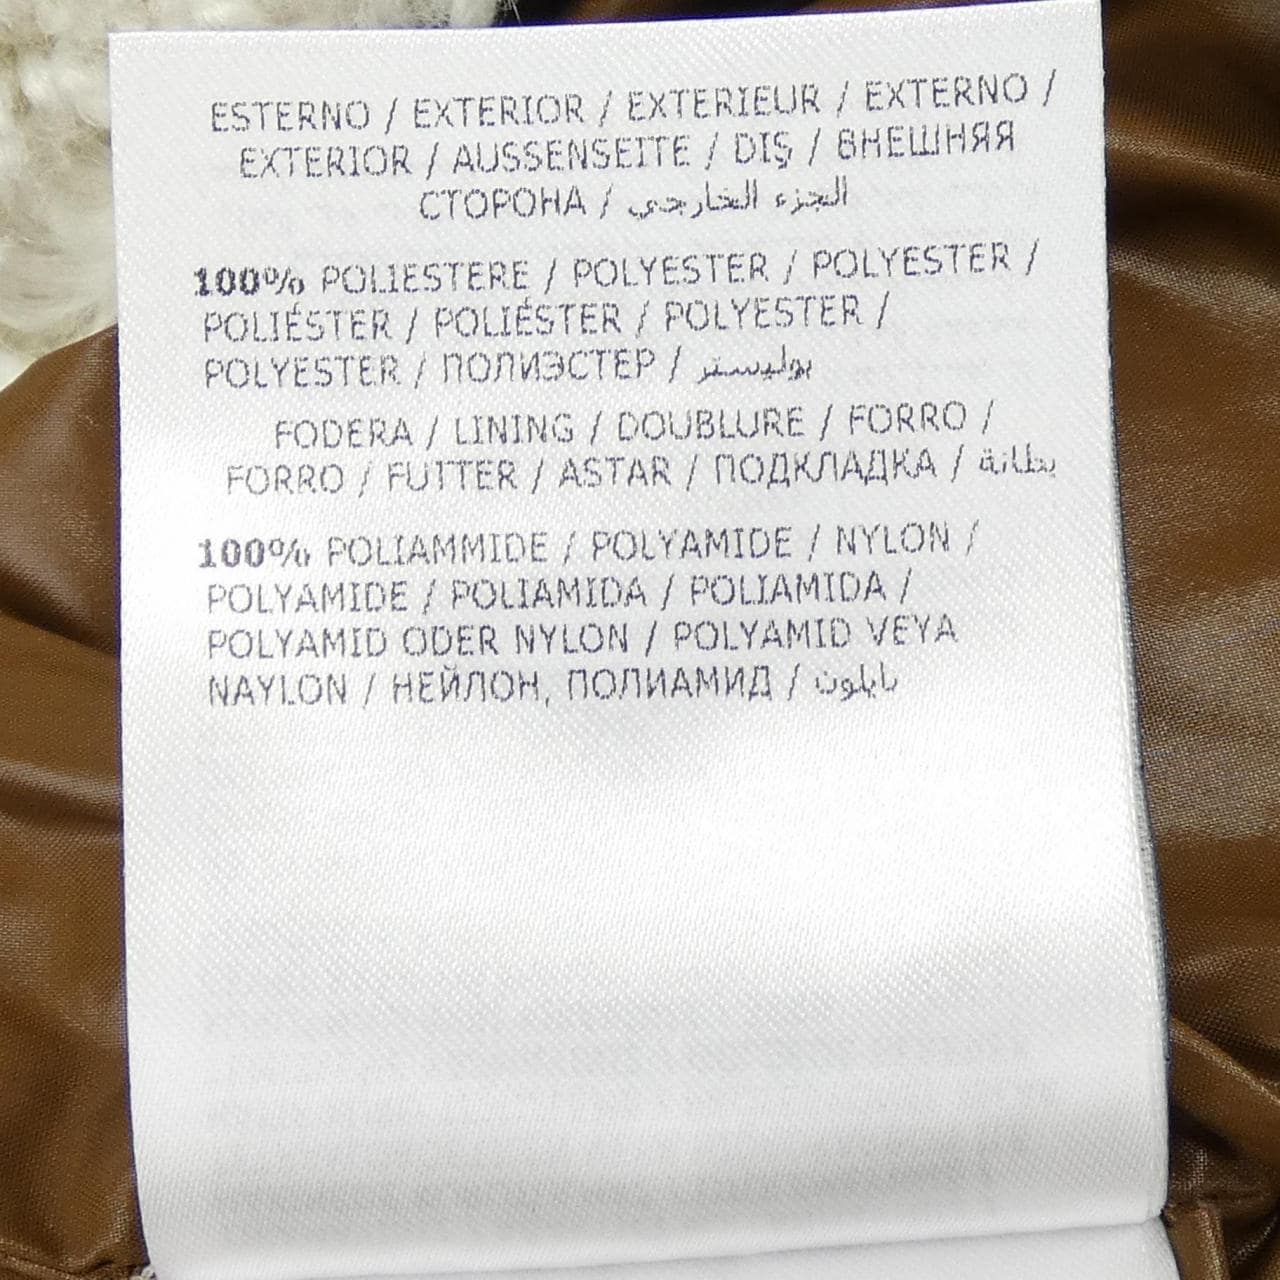 ESTERNO / EXTERIOR / EXTERIEUR / EXTERNO /
EXTERIOR / AUSSENSEITE / DIŞ / ВНЕШНЯЯ
СТОРОНА / الجزء الخارجي
100% POLIESTERE / POLYESTER / POLYESTER /
POLIÉSTER / POLIÉSTER / POLYESTER /
POLYESTER / ПОЛИЭСТЕР / بوليستر
FODERA / LINING / DOUBLURE / FORRO /
FORRO / FUTTER / ASTAR / ПОДКЛАДКА / بطانة
100% POLIAMMIDE / POLYAMIDE / NYLON /
POLYAMIDE / POLIAMIDA / POLIAMIDA /
POLYAMID ODER NYLON / POLYAMID VEYA
NAYLON / НЕЙЛОН, ПОЛИАМИД / نايلون